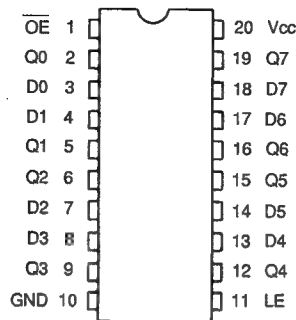 OE 1 20 Vcc
Q0 2 19 Q7
D0 3 18 D7
D1 4 17 D6
Q1 5 16 Q6
Q2 6 15 Q5
D2 7 14 D5
D3 8 13 D4
Q3 9 12 Q4
GND 10 11 LE